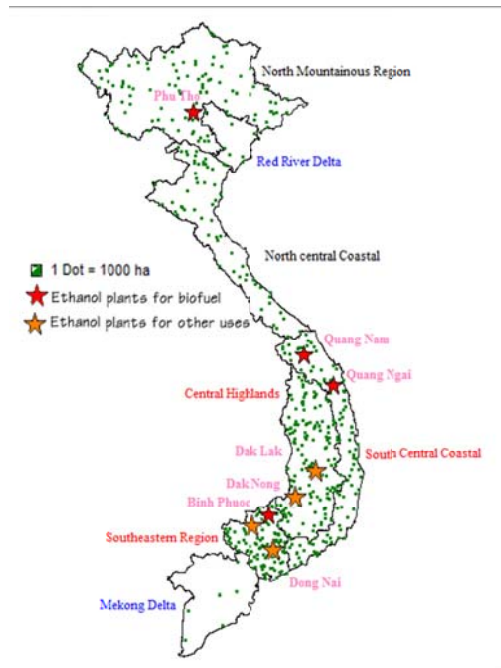 North Mountainous Region
Phu Tho
Red River Delta
North central Coastal
1 Dot = 1000 ha
Ethanol plants for biofuel
Ethanol plants for other uses
Quang Nam
Quang Ngai
Central Highlands
Dak Lak
South Central Coastal
Dak Nong
Binh Phuoc
Southeastern Region
Dong Nai
Mekong Delta